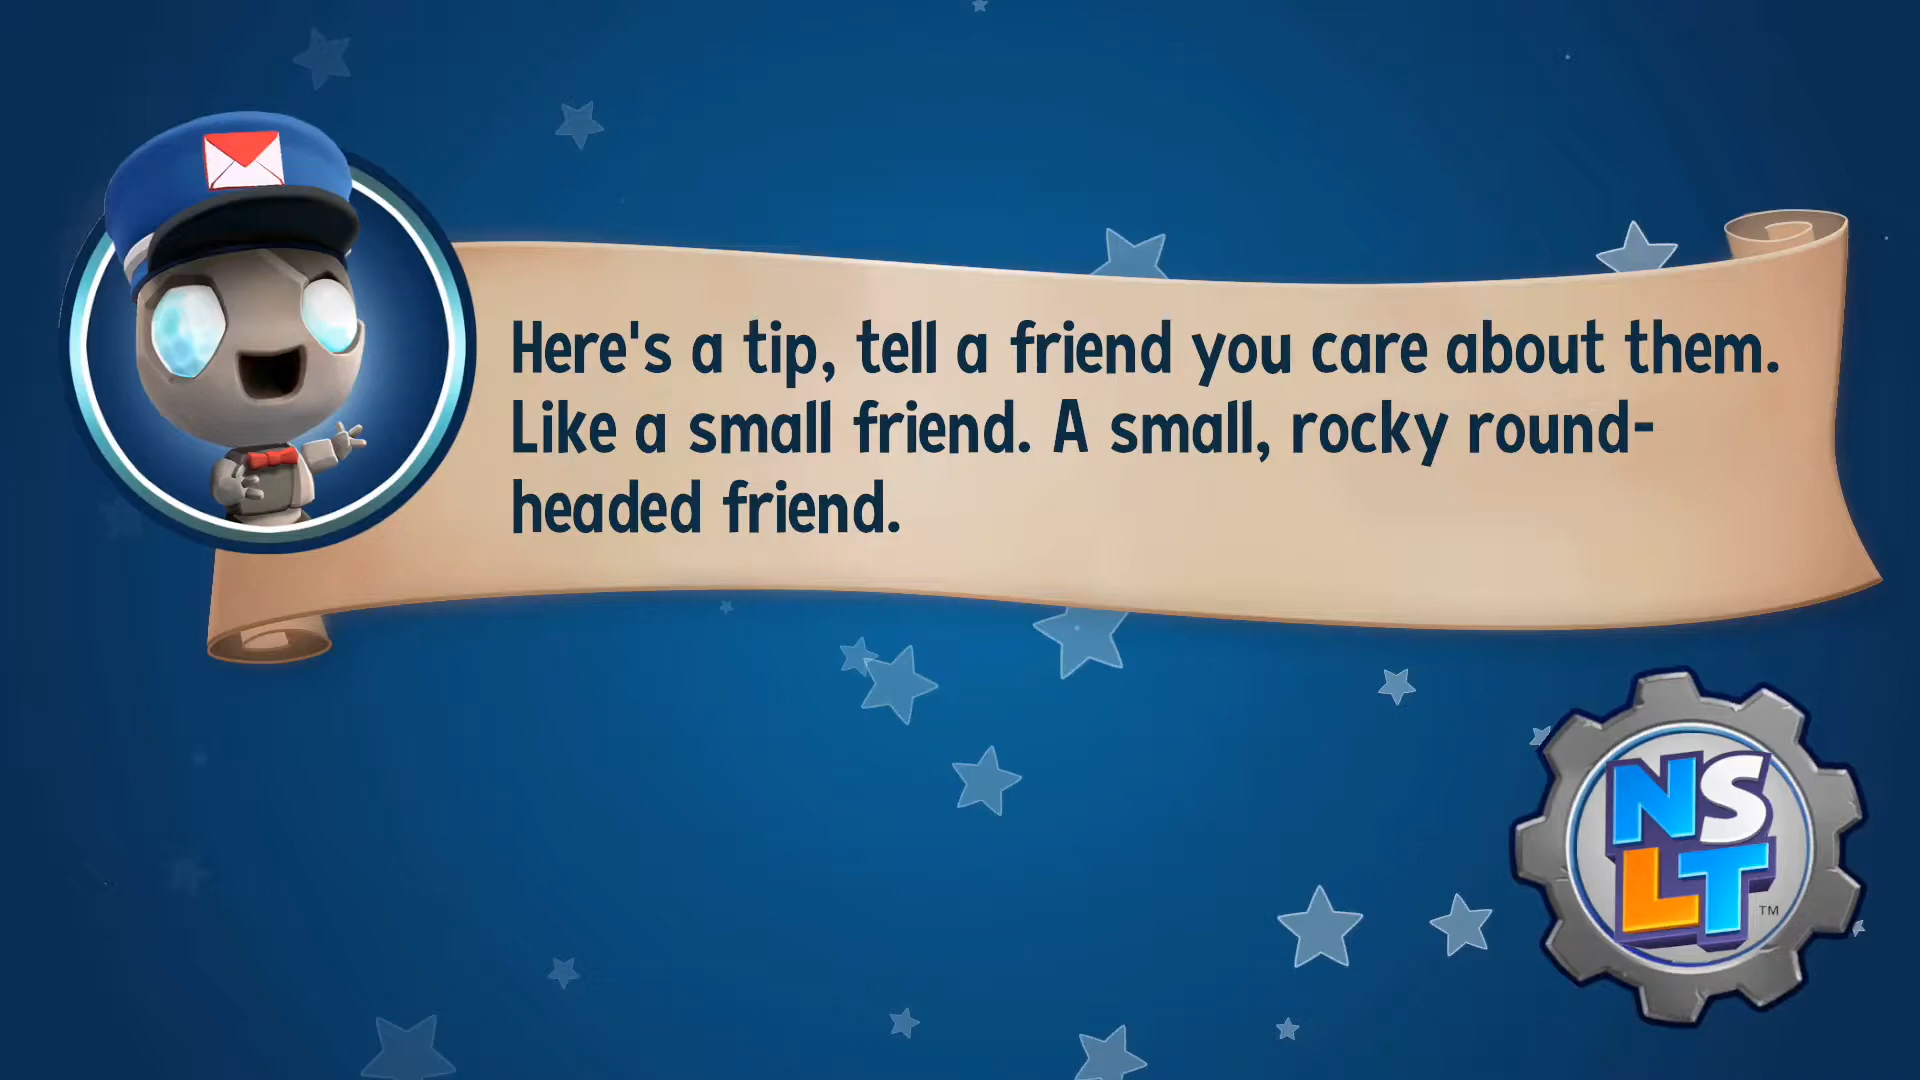 Here's a tip, tell a friend you care about them.
Like a small friend. A small, rocky round-
headed friend.
NS
LT
TM